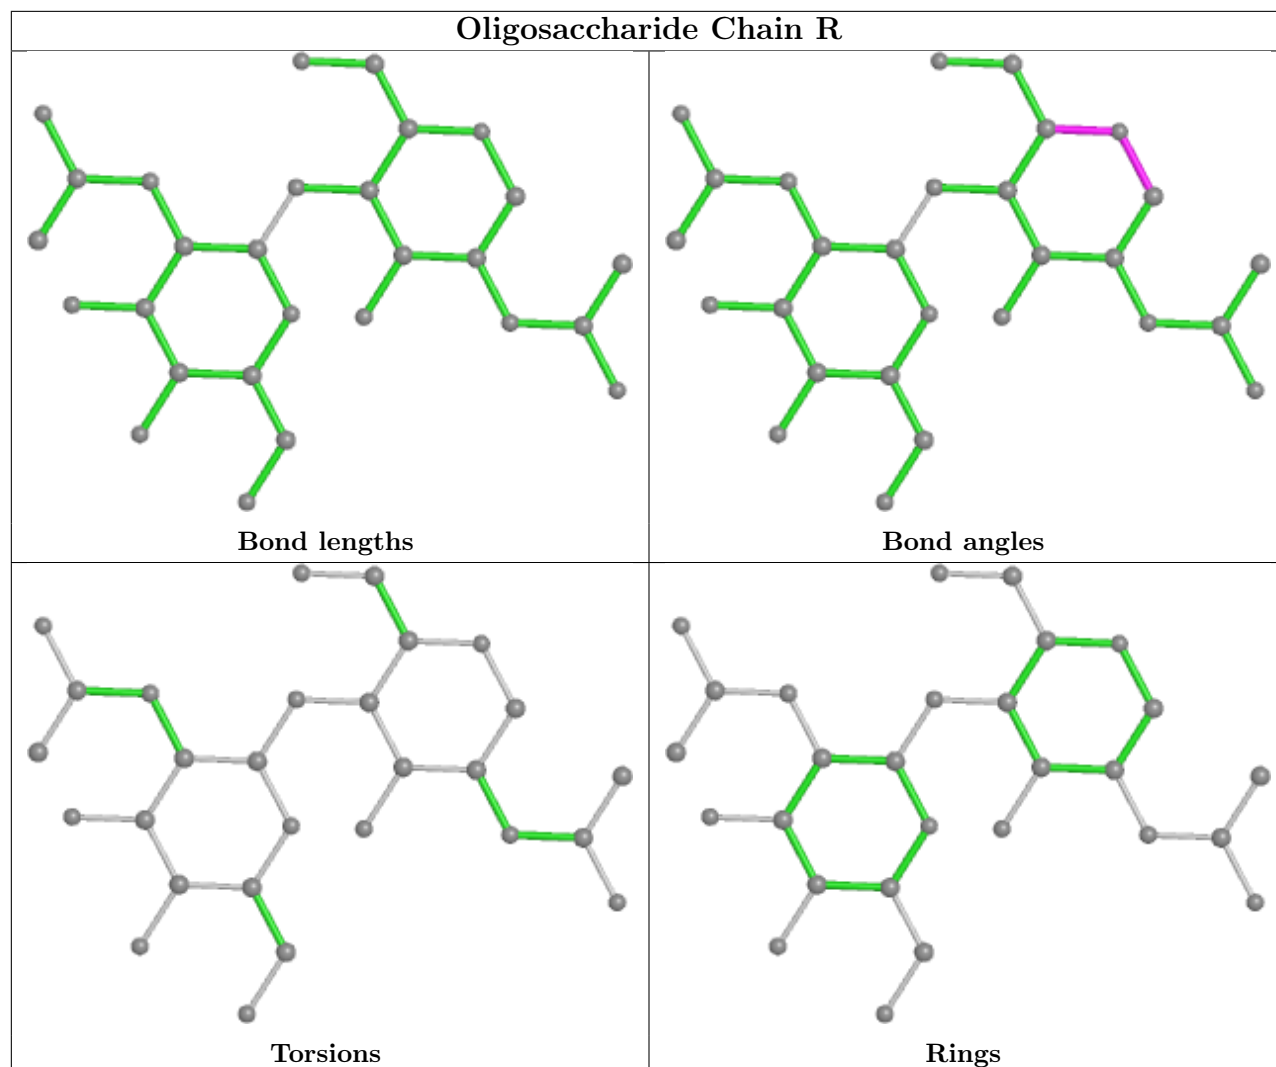 Oligosaccharide Chain R
Bond lengths
Bond angles
Torsions
Rings